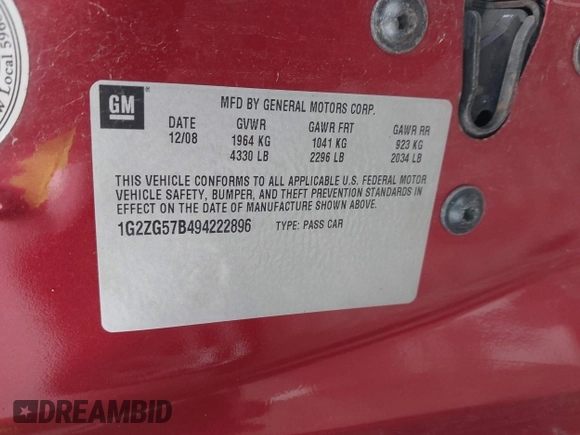 w Local 596
GM
MFD BY GENERAL MOTORS CORP.
DATE GVWR GAWR FRT GAWR RR
12/08 1964 KG 1041 KG 923 KG
4330 LB 2296 LB 2034 LB
THIS VEHICLE CONFORMS TO ALL APPLICABLE U.S. FEDERAL MOTOR
VEHICLE SAFETY, BUMPER, AND THEFT PREVENTION STANDARDS IN
EFFECT ON THE DATE OF MANUFACTURE SHOWN ABOVE.
1G2ZG57B494222896 TYPE: PASS CAR
DREAMBID